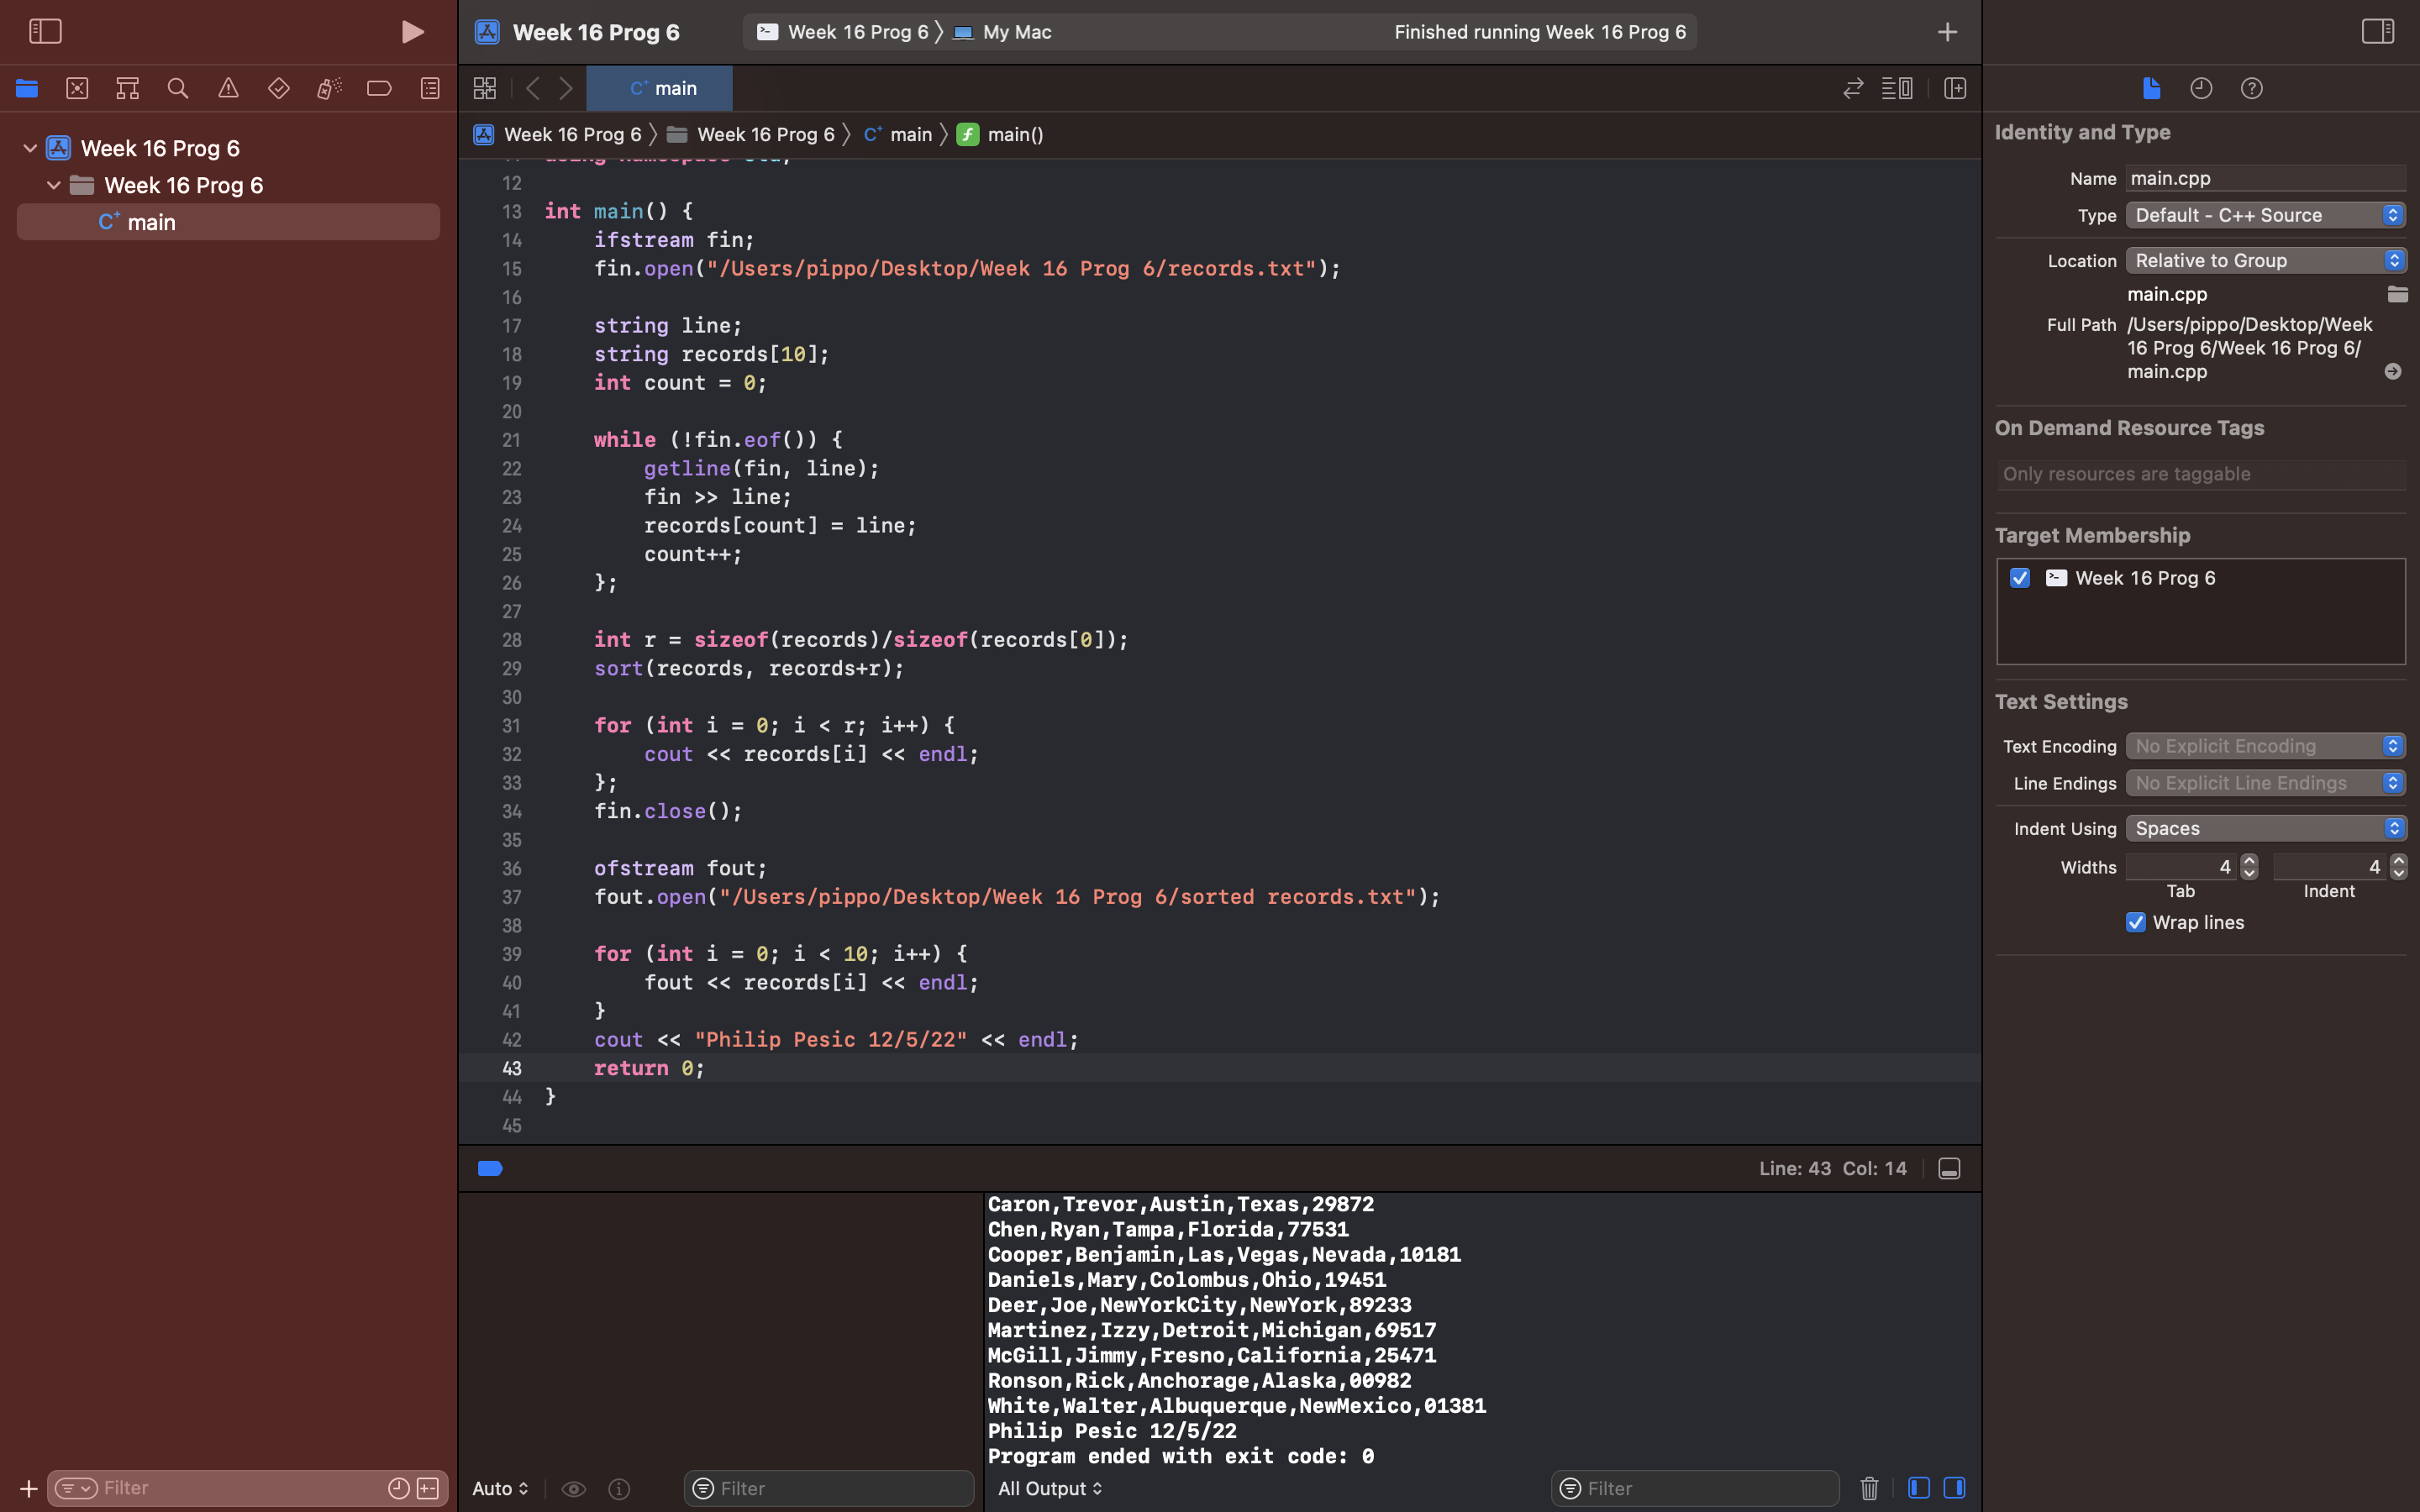 Week 16 Prog 6
Week 16 Prog 6
main
Filter
Week 16 Prog 6
Week 16 Prog 6 〉 My Mac
Finished running Week 16 Prog 6
main
Week 16 Prog 6 〉 Week 16 Prog 6 〉 main 〉 main()
12
13 int main() {
14     ifstream fin;
15     fin.open("/Users/pippo/Desktop/Week 16 Prog 6/records.txt");
16
17     string line;
18     string records[10];
19     int count = 0;
20
21     while (!fin.eof()) {
22         getline(fin, line);
23         fin >> line;
24         records[count] = line;
25         count++;
26     };
27
28     int r = sizeof(records)/sizeof(records[0]);
29     sort(records, records+r);
30
31     for (int i = 0; i < r; i++) {
32         cout << records[i] << endl;
33     };
34     fin.close();
35
36     ofstream fout;
37     fout.open("/Users/pippo/Desktop/Week 16 Prog 6/sorted records.txt");
38
39     for (int i = 0; i < 10; i++) {
40         fout << records[i] << endl;
41     }
42     cout << "Philip Pesic 12/5/22" << endl;
43     return 0;
44 }
45
Line: 43 Col: 14
Caron,Trevor,Austin,Texas,29872
Chen,Ryan,Tampa,Florida,77531
Cooper,Benjamin,Las,Vegas,Nevada,10181
Daniels,Mary,Colombus,Ohio,19451
Deer,Joe,NewYorkCity,NewYork,89233
Martinez,Izzy,Detroit,Michigan,69517
McGill,Jimmy,Fresno,California,25471
Ronson,Rick,Anchorage,Alaska,00982
White,Walter,Albuquerque,NewMexico,01381
Philip Pesic 12/5/22
Program ended with exit code: 0
Auto
Filter
All Output
Filter
Identity and Type
Name main.cpp
Type Default - C++ Source
Location Relative to Group
main.cpp
Full Path /Users/pippo/Desktop/Week
16 Prog 6/Week 16 Prog 6/
main.cpp
On Demand Resource Tags
Only resources are taggable
Target Membership
Week 16 Prog 6
Text Settings
Text Encoding No Explicit Encoding
Line Endings No Explicit Line Endings
Indent Using Spaces
Widths 4 4
Tab Indent
Wrap lines